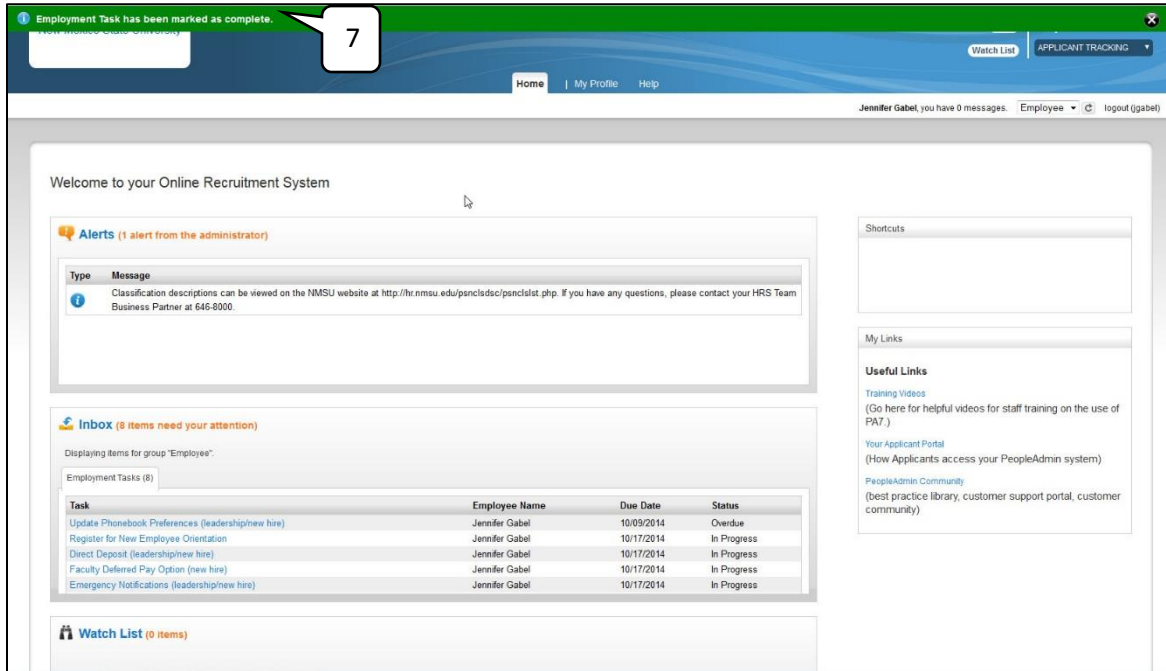 Employment Task has been marked as complete.
7
New Mexico State University
Watch List
APPLICANT TRACKING
Home | My Profile Help
Jennifer Gabel, you have 0 messages. Employee logout (jgabel)
Welcome to your Online Recruitment System
Alerts (1 alert from the administrator)
Type Message
Classification descriptions can be viewed on the NMSU website at http://hr.nmsu.edu/psnclsdsc/psnclslst.php. If you have any questions, please contact your HRS Team
Business Partner at 646-8000.
Shortcuts
My Links
Useful Links
Training Videos
(Go here for helpful videos for staff training on the use of
PA7.)
Your Applicant Portal
(How Applicants access your PeopleAdmin system)
PeopleAdmin Community
(best practice library, customer support portal, customer
community)
Inbox (8 items need your attention)
Displaying items for group "Employee".
Employment Tasks (8)
Task Employee Name Due Date Status
Update Phonebook Preferences (leadership/new hire) Jennifer Gabel 10/09/2014 Overdue
Register for New Employee Orientation Jennifer Gabel 10/17/2014 In Progress
Direct Deposit (leadership/new hire) Jennifer Gabel 10/17/2014 In Progress
Faculty Deferred Pay Option (new hire) Jennifer Gabel 10/17/2014 In Progress
Emergency Notifications (leadership/new hire) Jennifer Gabel 10/17/2014 In Progress
Watch List (0 items)